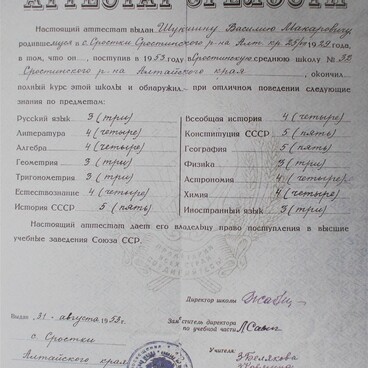 АТТЕСТАТ ЗРЕЛОСТИ
Настоящий аттестат выдан Шукшину Василию Макаровичу
родившемуся в с. Сростки Сростинского р-на Алт. кр. 25/VII 1929 года,
в том, что он, поступив в 1953 году в Сростинскую среднюю школу № 32
Сростинского р-на Алтайского края, окончил
полный курс этой школы и обнаружил при отличном поведении следующие
знания по предметам:
Русский язык 3 (три)
Литература 4 (четыре)
Алгебра 4 (четыре)
Геометрия 3 (три)
Тригонометрия 3 (три)
Естествознание 4 (четыре)
История СССР 5 (пять)
Всеобщая история 4 (четыре)
Конституция СССР 5 (пять)
География 5 (пять)
Физика 3 (три)
Астрономия 4 (четыре)
Химия 4 (четыре)
Иностранный язык 3 (три)
Настоящий аттестат дает его владельцу право поступления в высшие
учебные заведения Союза ССР.
Директор школы
Выдан 31 - августа 1953 г.
Заместитель директора
по учебной части
с. Сростки
Учителя: Белякова
Алтайского края